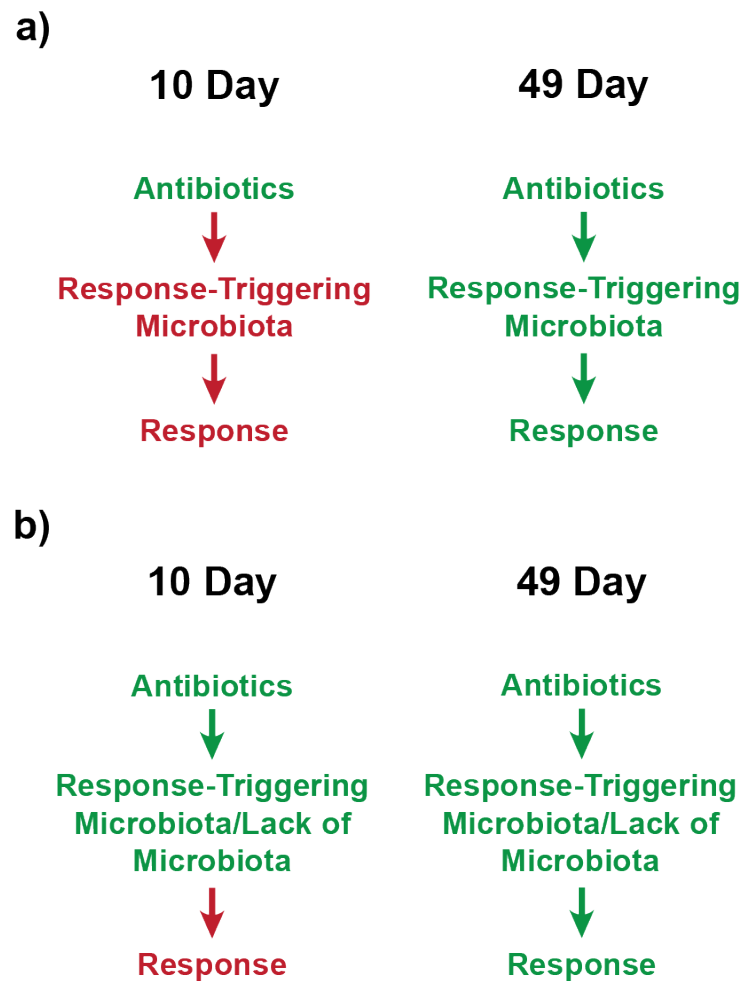 a)
10 Day
49 Day
Antibiotics
Antibiotics
Response-Triggering
Microbiota
Response-Triggering
Microbiota
Response
Response
b)
10 Day
49 Day
Antibiotics
Antibiotics
Response-Triggering
Microbiota/Lack of
Microbiota
Response-Triggering
Microbiota/Lack of
Microbiota
Response
Response